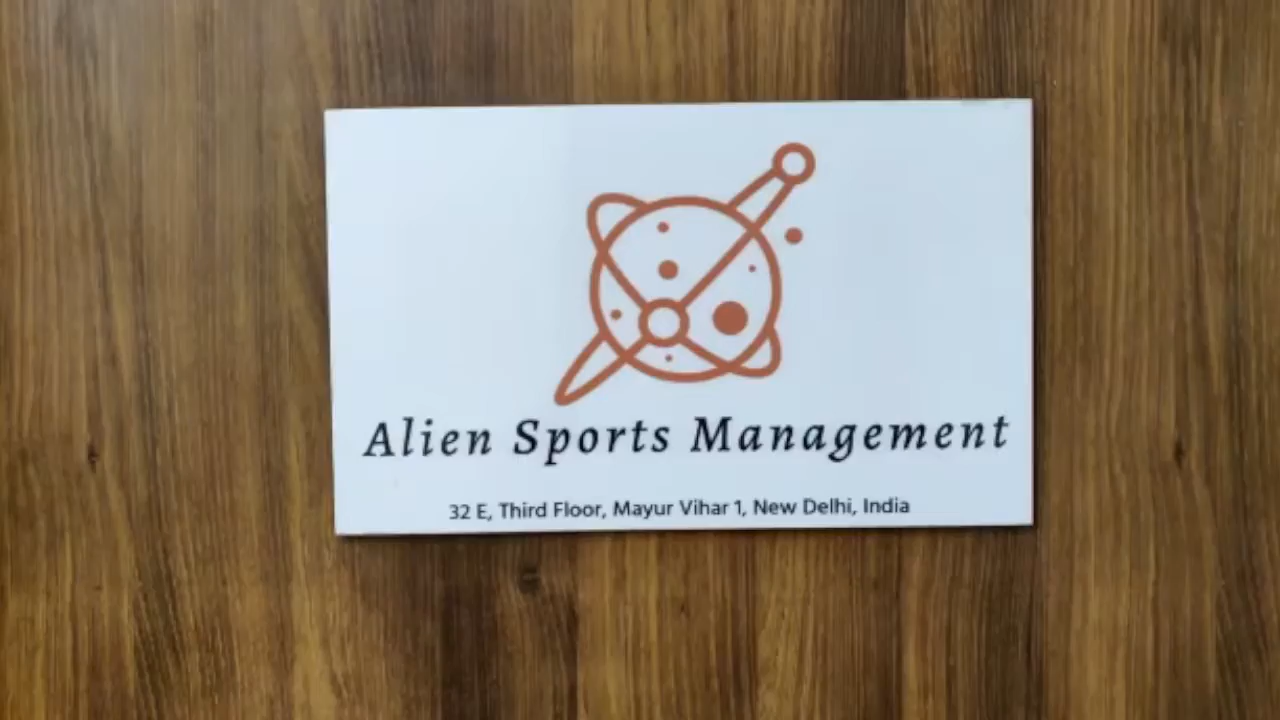 Alien Sports Management
32 E, Third Floor, Mayur Vihar 1, New Delhi, India